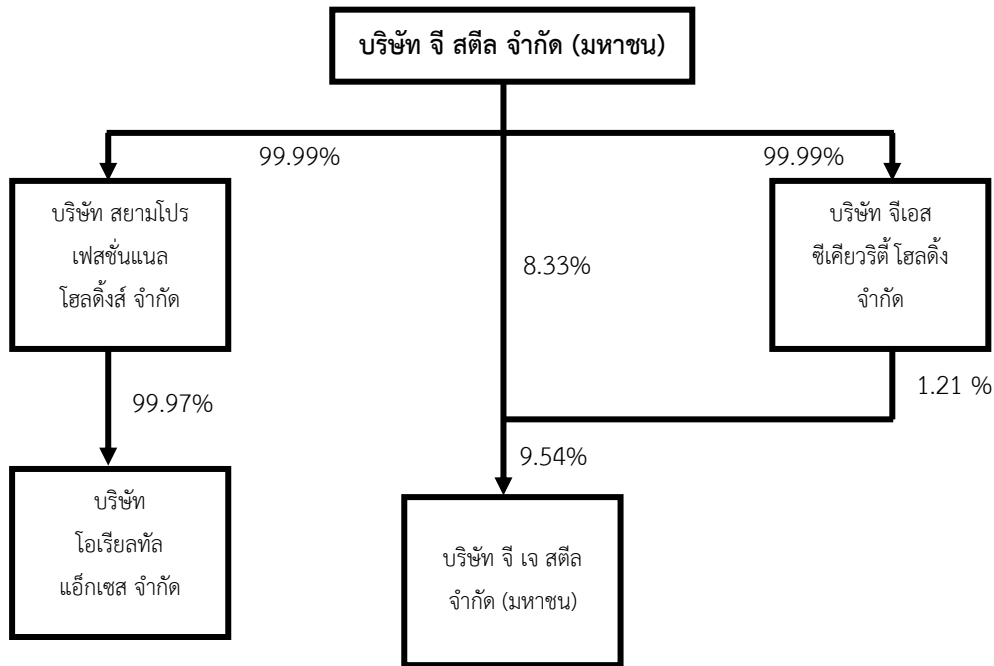 บริษัท จี สตีล จำกัด (มหาชน)
99.99%
99.99%
บริษัท สยามโปร
เฟสชั่นแนล
โฮลดิ้งส์ จำกัด
8.33%
บริษัท จีเอส
ซีเคียวริตี้ โฮลดิ้ง
จำกัด
99.97%
1.21 %
9.54%
บริษัท
โอเรียลทัล
แอ็กเซส จำกัด
บริษัท จี เจ สตีล
จำกัด (มหาชน)